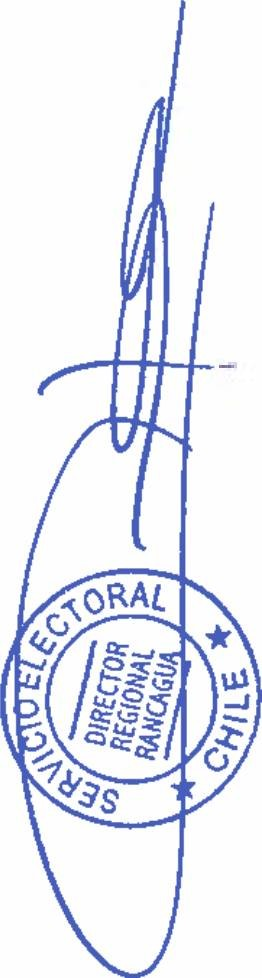 SERVICIO ELECTORAL
DIRECTOR
REGIONAL
RANCAGUA
CHILE